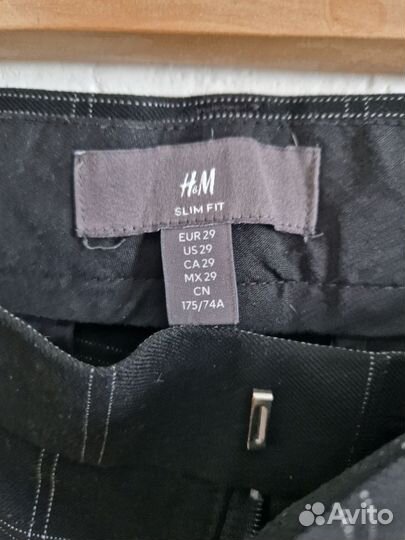 H&M
SLIM FIT
EUR 29
US 29
CA 29
MX 29
CN
175/74A
Avito